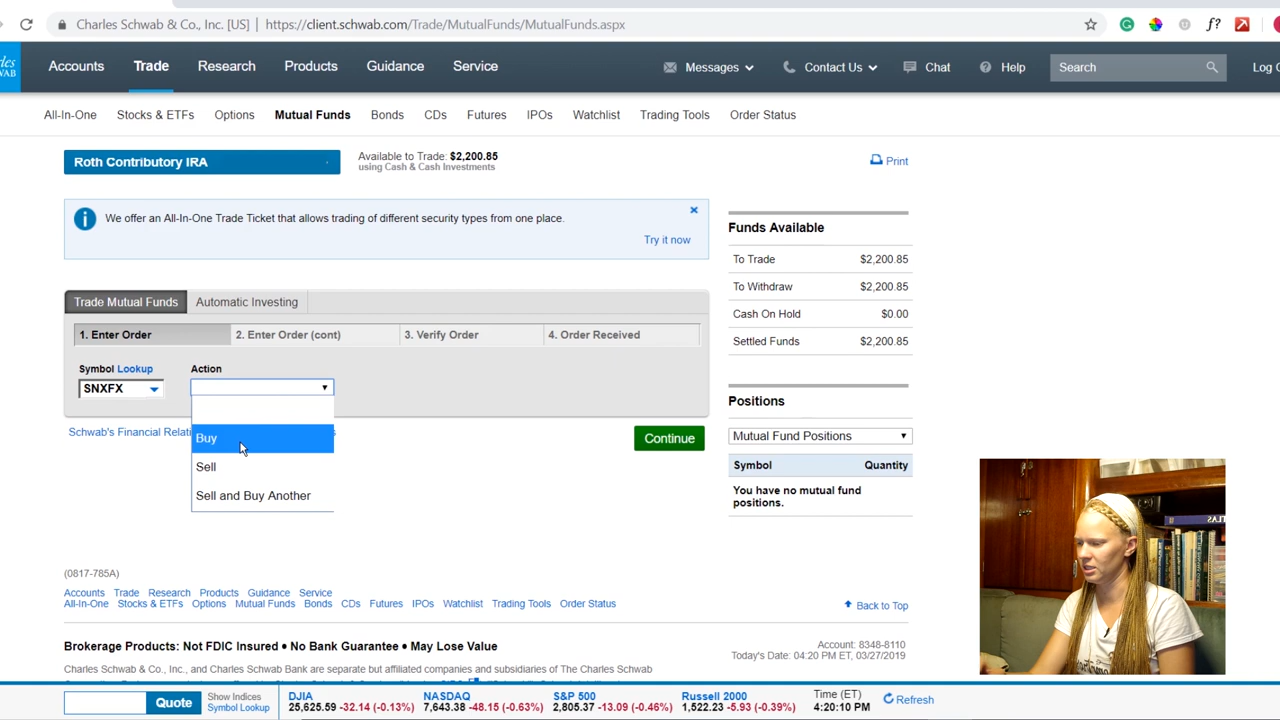 Charles Schwab & Co., Inc. [US] https://client.schwab.com/Trade/MutualFunds/MutualFunds.aspx f?
Accounts Trade Research Products Guidance Service Messages Contact Us Chat Help Search Log
All-In-One Stocks & ETFs Options Mutual Funds Bonds CDs Futures IPOs Watchlist Trading Tools Order Status
Roth Contributory IRA
Available to Trade: $2,200.85
using Cash & Cash Investments
Print
We offer an All-In-One Trade Ticket that allows trading of different security types from one place.
Try it now
Funds Available
To Trade $2,200.85
To Withdraw $2,200.85
Cash On Hold $0.00
Settled Funds $2,200.85
Trade Mutual Funds Automatic Investing
1. Enter Order 2. Enter Order (cont) 3. Verify Order 4. Order Received
Symbol Lookup Action
SNXFX
Buy
Sell
Sell and Buy Another
Schwab's Financial
Continue
Positions
Mutual Fund Positions
Symbol Quantity
You have no mutual fund
positions.
(0817-785A)
Accounts Trade Research Products Guidance Service
All-In-One Stocks & ETFs Options Mutual Funds Bonds CDs Futures IPOs Watchlist Trading Tools Order Status
Back to Top
Brokerage Products: Not FDIC Insured • No Bank Guarantee • May Lose Value
Account: 8348-8110
Today's Date: 04:20 PM ET, 03/27/2019
Charles Schwab & Co., Inc. and Charles Schwab Bank are separate but affiliated companies and subsidiaries of The Charles Schwab
Quote
Show Indices
Symbol Lookup
DJIA
25,625.59 -32.14 (-0.13%)
NASDAQ
7,643.38 -48.15 (-0.63%)
S&P 500
2,805.37 -13.09 (-0.46%)
Russell 2000
1,522.23 -5.93 (-0.39%)
Time (ET)
4:20:10 PM
Refresh
ATLAS